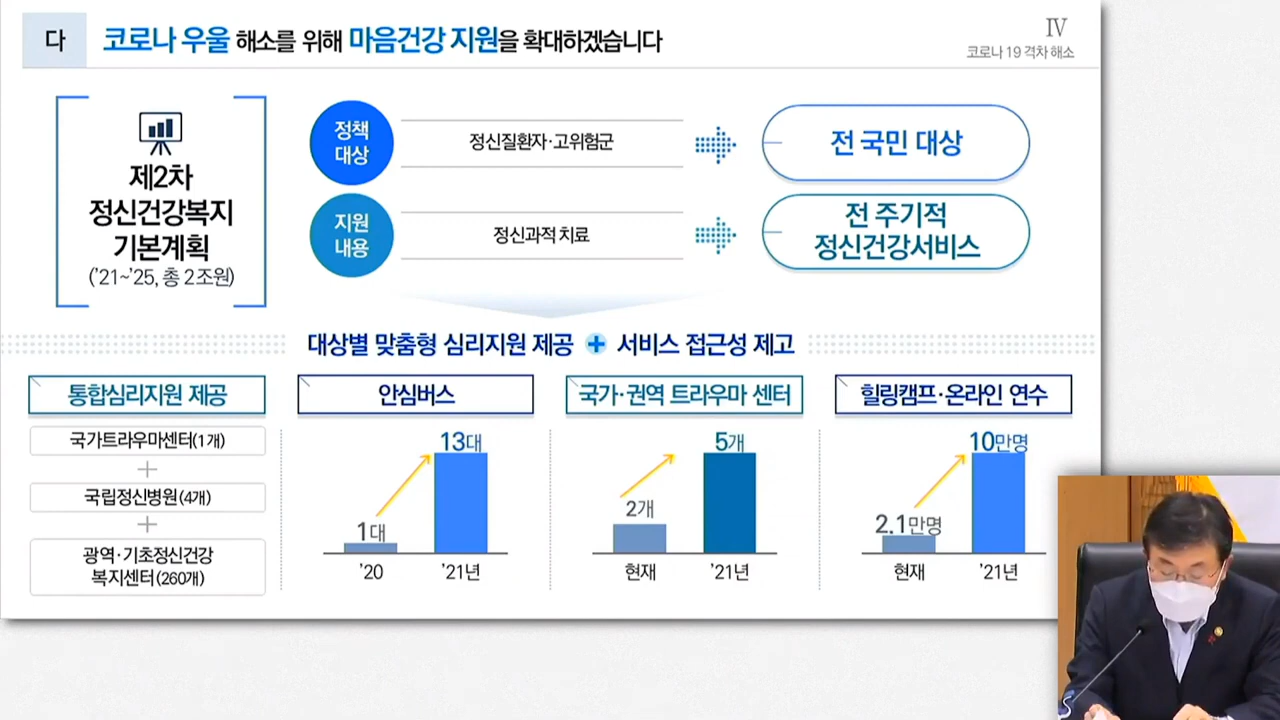 다
코로나 우울 해소를 위해 마음건강 지원을 확대하겠습니다
Ⅳ
코로나 19 격차 해소
제2차
정신건강복지
기본계획
('21~'25, 총 2조원)
정책
대상
정신질환자·고위험군
전 국민 대상
지원
내용
정신과적 치료
전 주기적
정신건강서비스
대상별 맞춤형 심리지원 제공 + 서비스 접근성 제고
통합심리지원 제공
국가트라우마센터(1개)
+
국립정신병원(4개)
+
광역·기초정신건강
복지센터(260개)
안심버스
13대
1대
'20
'21년
국가·권역 트라우마 센터
5개
2개
현재
'21년
힐링캠프·온라인 연수
10만명
2.1만명
현재
'21년